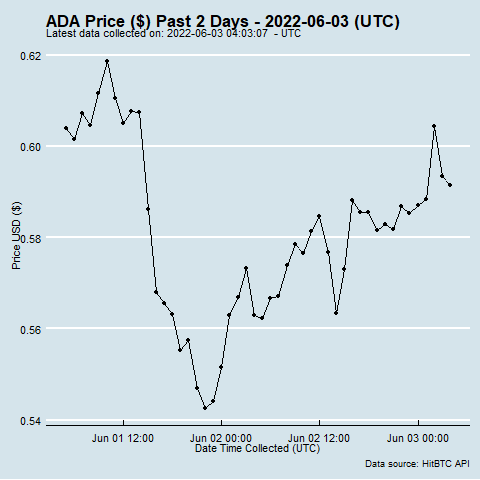 ADA Price ($) Past 2 Days - 2022-06-03 (UTC)
Latest data collected on: 2022-06-03 04:03:07 - UTC
0.62
0.60
0.58
0.56
0.54
Price USD ($)
Jun 01 12:00
Jun 02 00:00
Jun 02 12:00
Jun 03 00:00
Date Time Collected (UTC)
Data source: HitBTC API